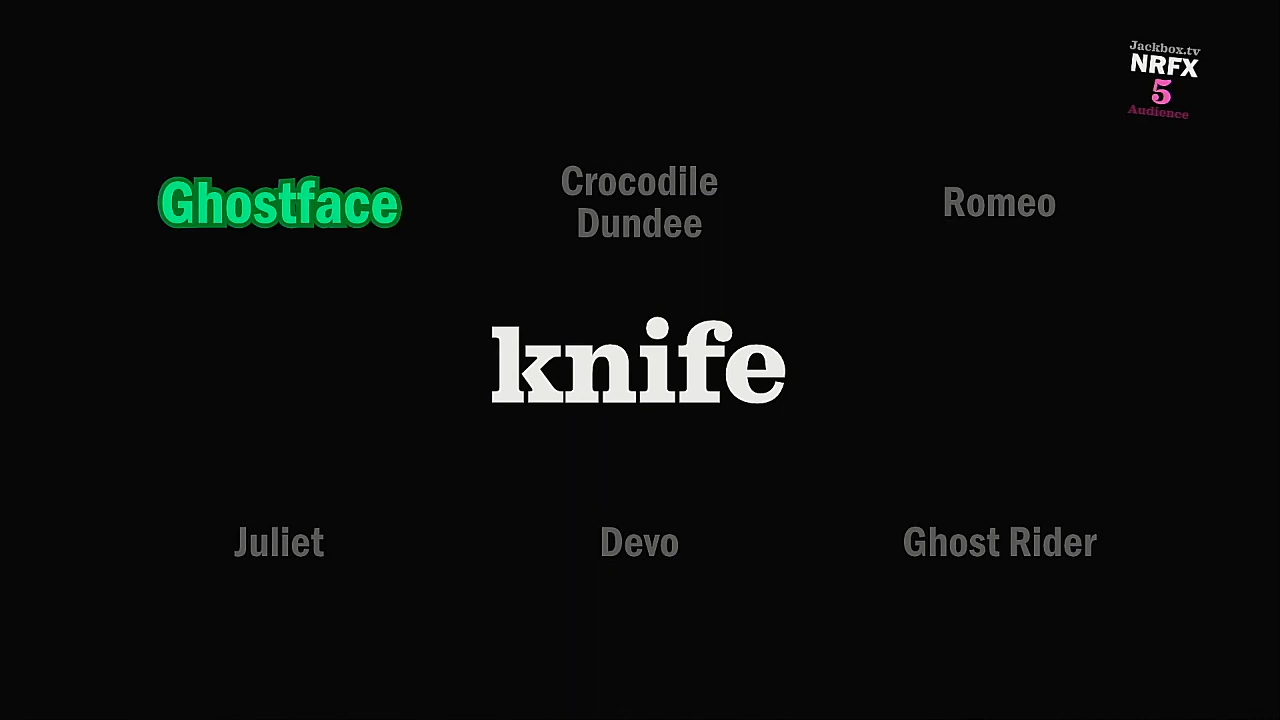 Jackbox.tv
NRFX
5
Audience
Ghostface
Crocodile
Dundee
Romeo
knife
Juliet
Devo
Ghost Rider